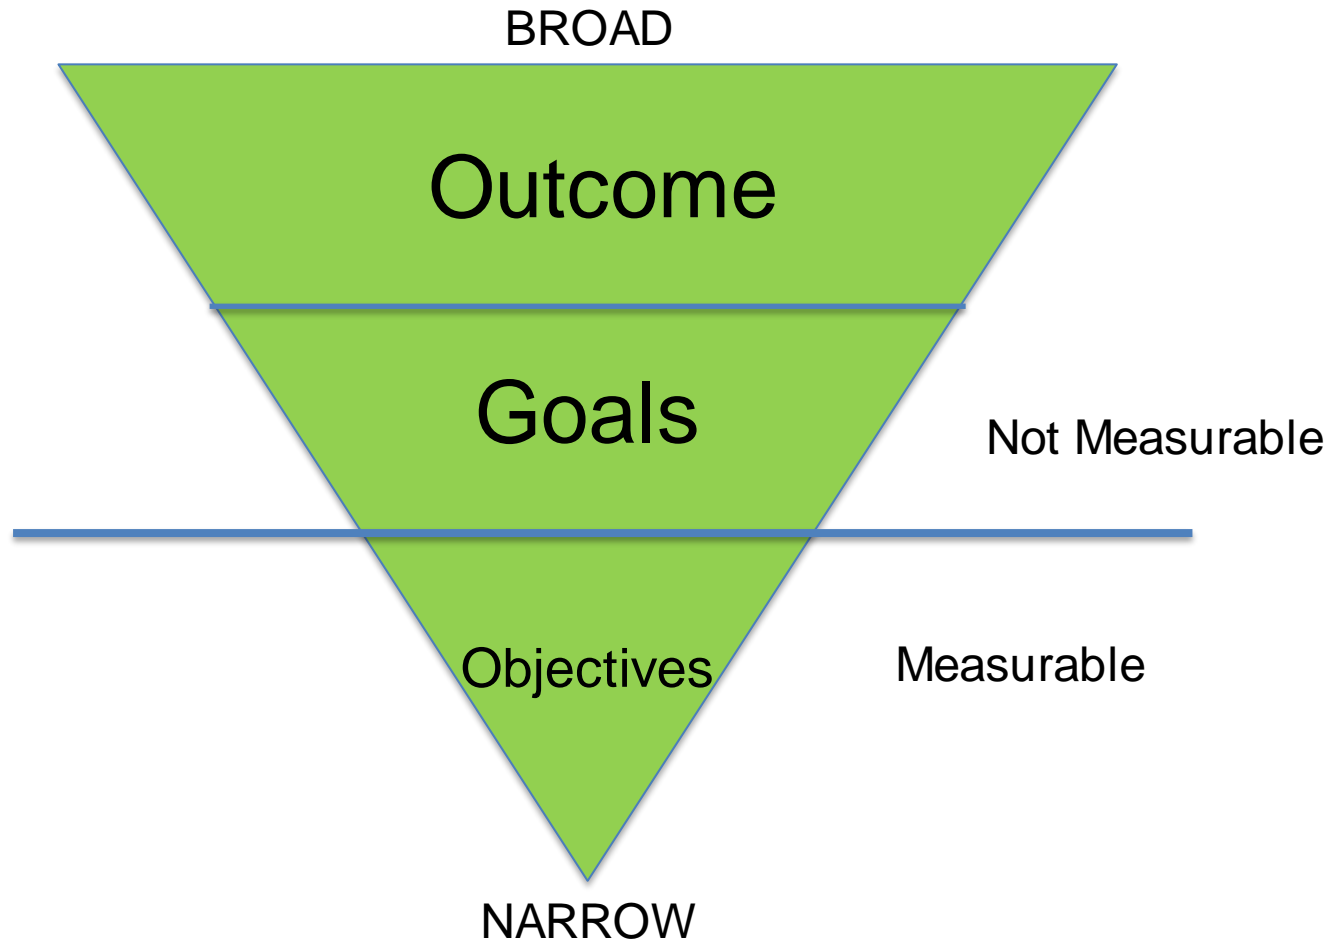 BROAD
Outcome
Goals
Not Measurable
Objectives
Measurable
NARROW